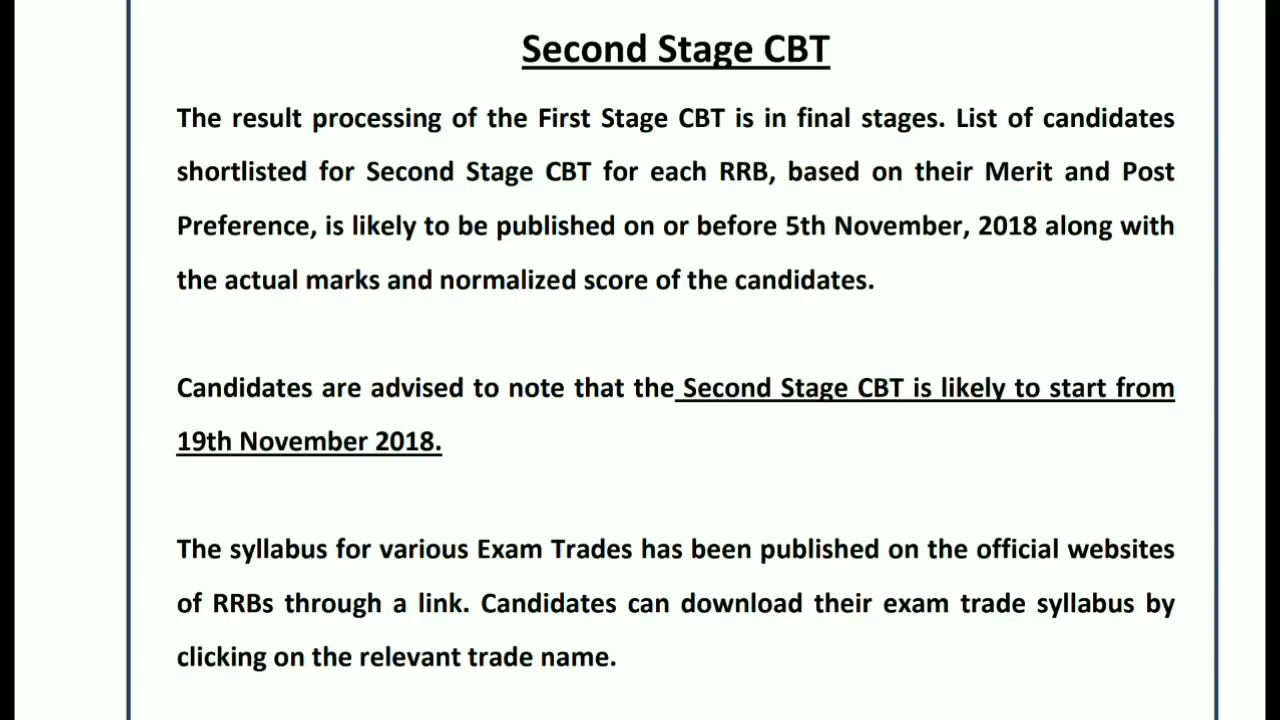 Second Stage CBT
The result processing of the First Stage CBT is in final stages. List of candidates
shortlisted for Second Stage CBT for each RRB, based on their Merit and Post
Preference, is likely to be published on or before 5th November, 2018 along with
the actual marks and normalized score of the candidates.
Candidates are advised to note that the Second Stage CBT is likely to start from
19th November 2018.
The syllabus for various Exam Trades has been published on the official websites
of RRBs through a link. Candidates can download their exam trade syllabus by
clicking on the relevant trade name.